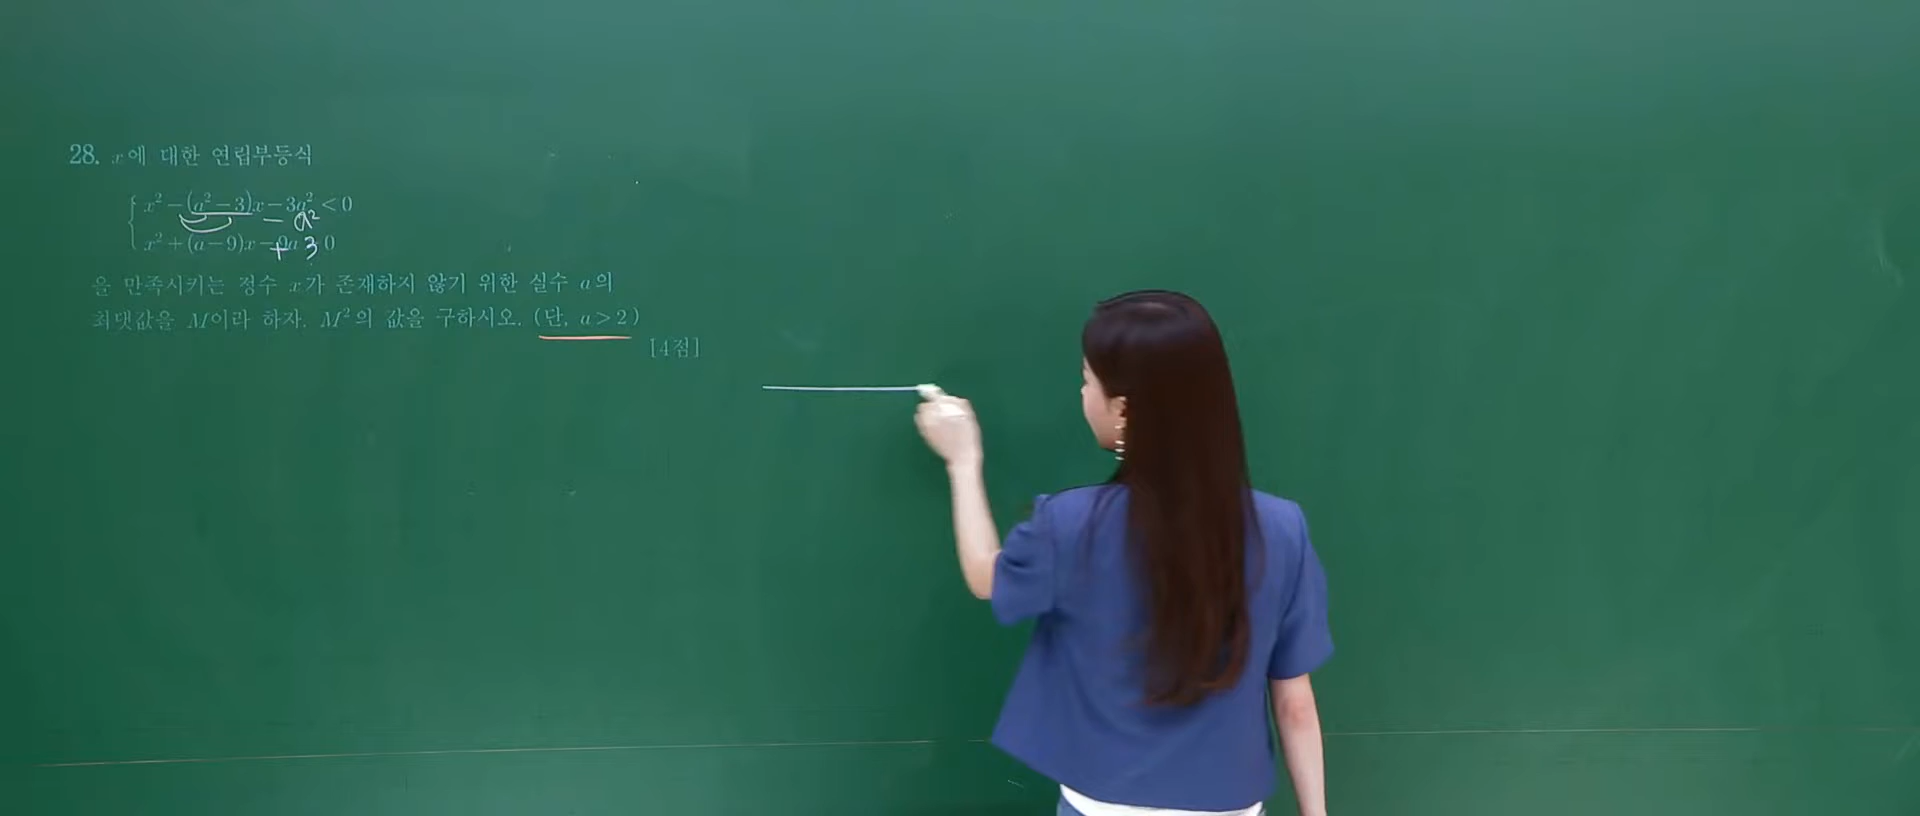 28. x에 대한 연립부등식
x² - (a² - 3)x - 3a² < 0
- a²
x² + (a - 9)x - 9a > 0
+ 3
을 만족시키는 정수 x가 존재하지 않기 위한 실수 a의
최댓값을 M이라 하자. M²의 값을 구하시오. (단, a > 2)
[4점]